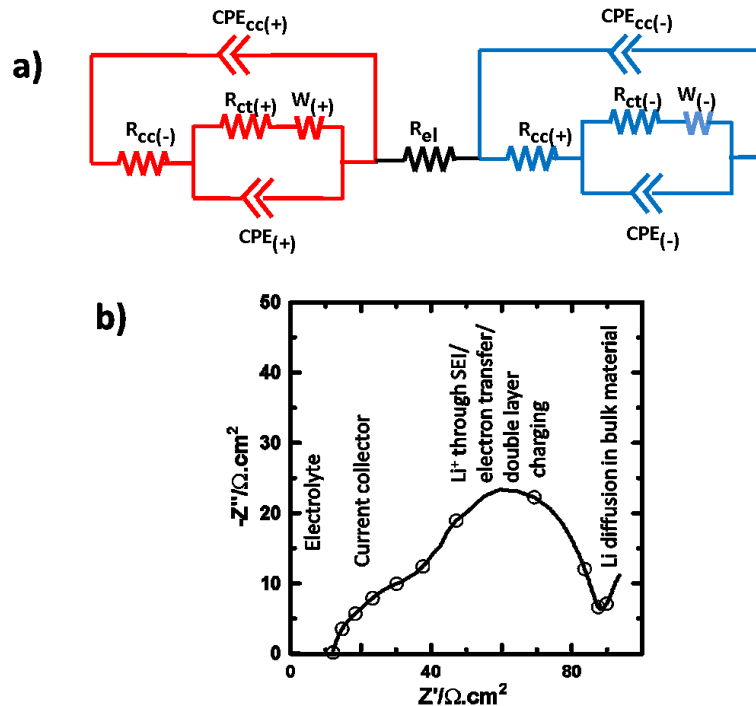 a)
CPEcc(+)
Rct(+) W(+)
Rcc(-)
CPE(+)
Rel
CPEcc(-)
Rct(-) W(-)
Rcc(+)
CPE(-)
b)
50
40
30
20
10
0
-Z"/Ω.cm²
Electrolyte
Current collector
Li⁺ through SEI/
electron transfer/
double layer
charging
Li diffusion in bulk material
0 40 80
Z'/Ω.cm²